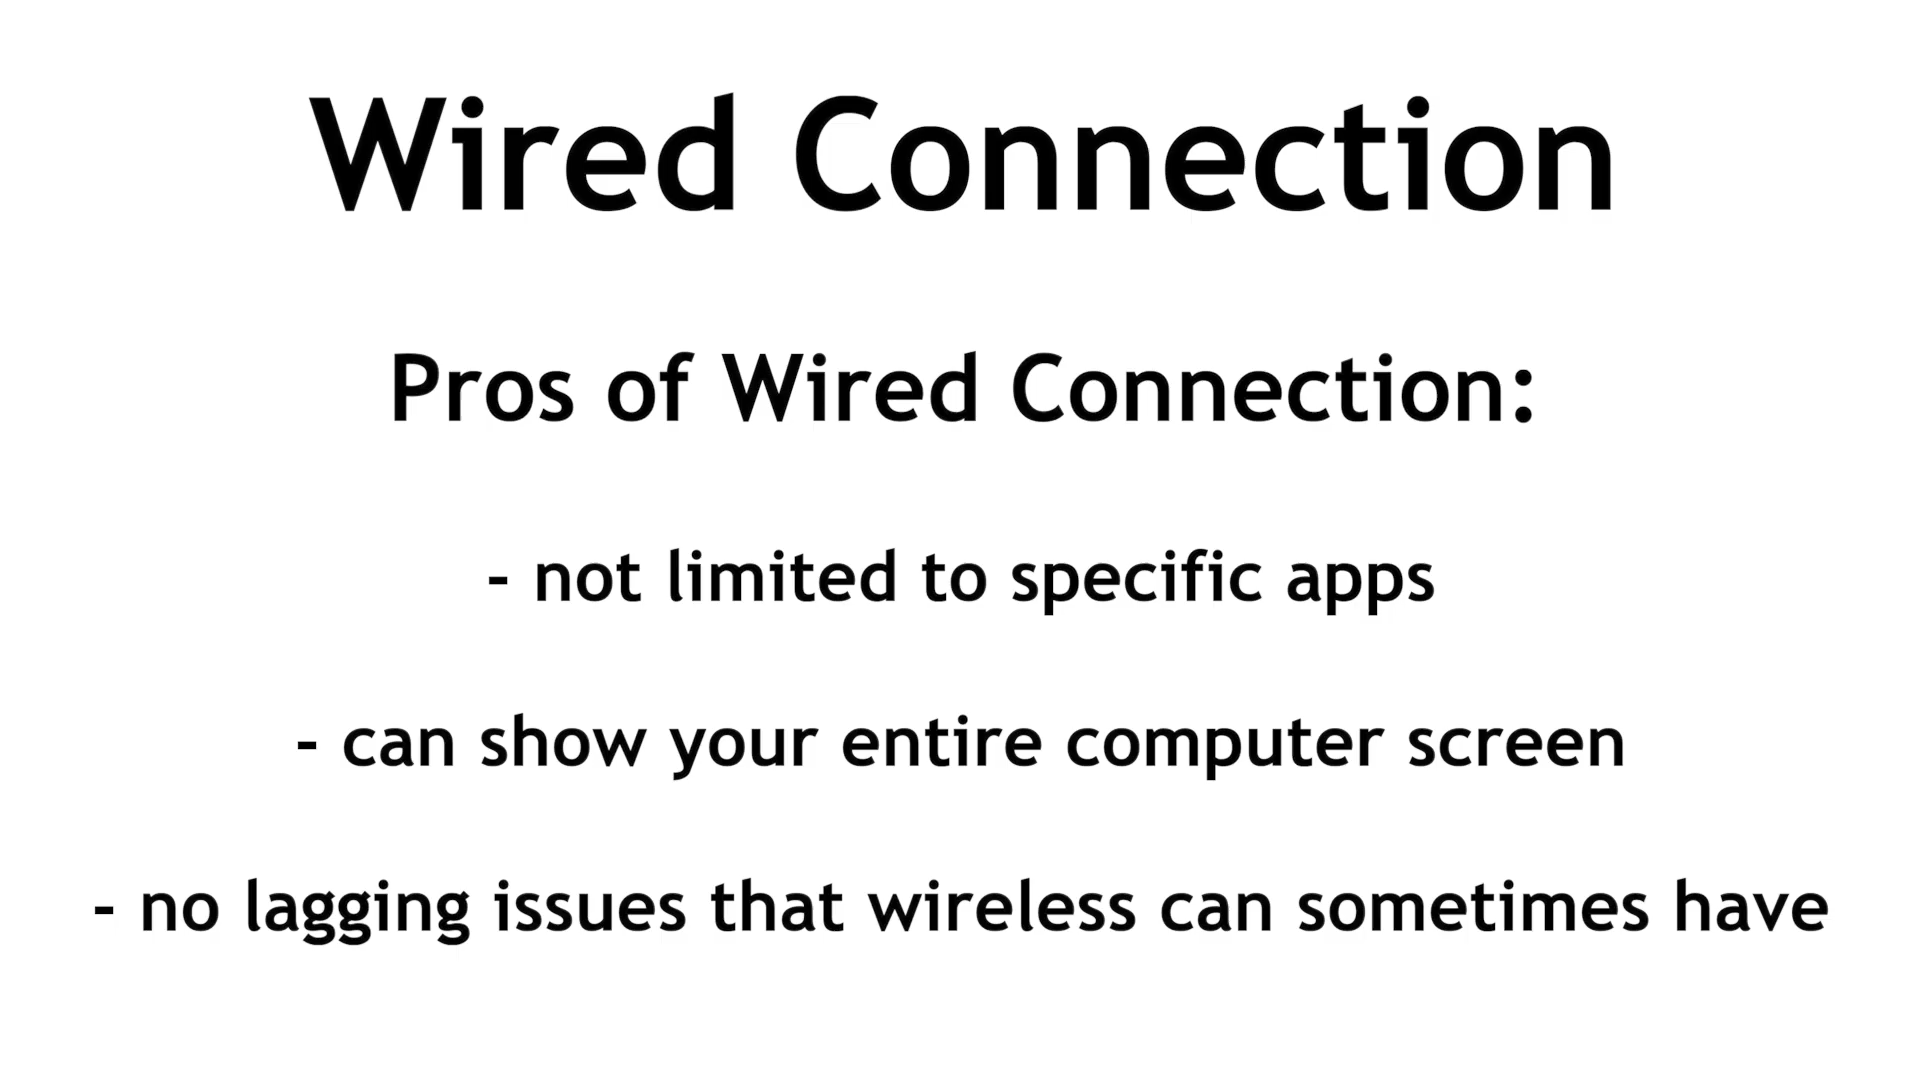 Wired Connection
Pros of Wired Connection:
- not limited to specific apps
- can show your entire computer screen
- no lagging issues that wireless can sometimes have